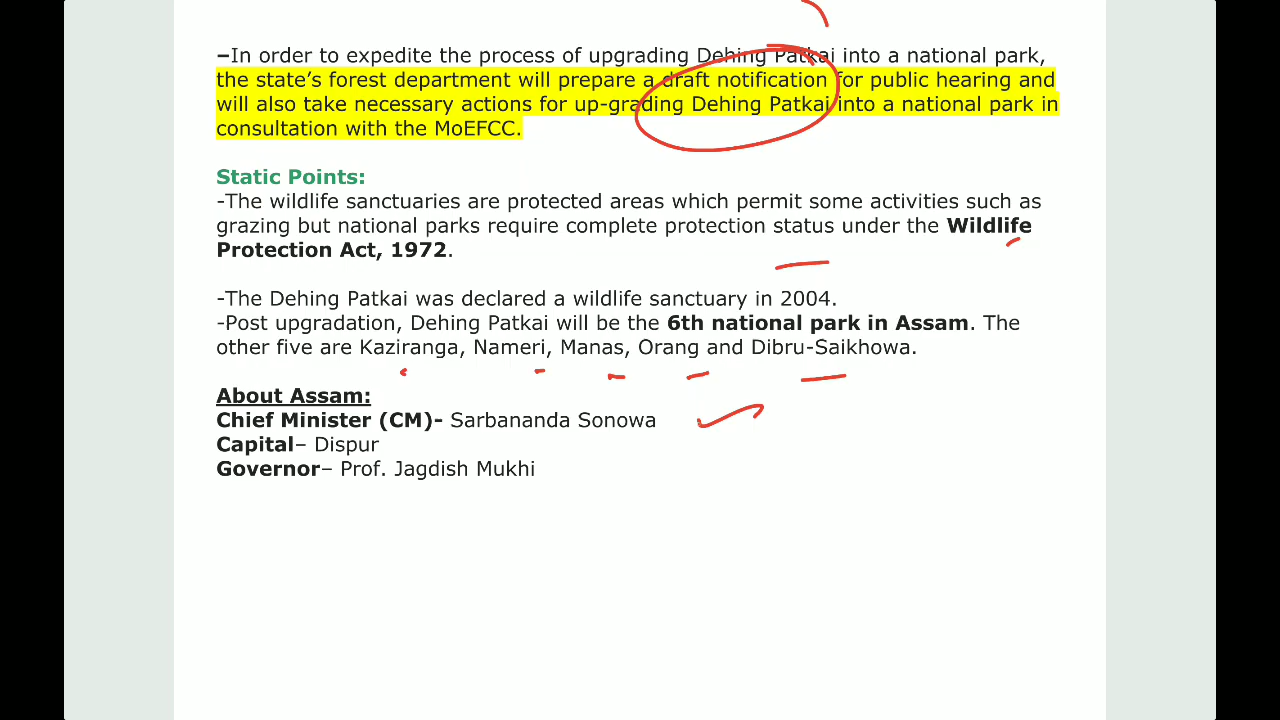 –In order to expedite the process of upgrading Dehing Patkai into a national park,
the state's forest department will prepare a draft notification for public hearing and
will also take necessary actions for up-grading Dehing Patkai into a national park in
consultation with the MoEFCC.
Static Points:
-The wildlife sanctuaries are protected areas which permit some activities such as
grazing but national parks require complete protection status under the Wildlife
Protection Act, 1972.
-The Dehing Patkai was declared a wildlife sanctuary in 2004.
-Post upgradation, Dehing Patkai will be the 6th national park in Assam. The
other five are Kaziranga, Nameri, Manas, Orang and Dibru-Saikhowa.
About Assam:
Chief Minister (CM)- Sarbananda Sonowa
Capital– Dispur
Governor– Prof. Jagdish Mukhi